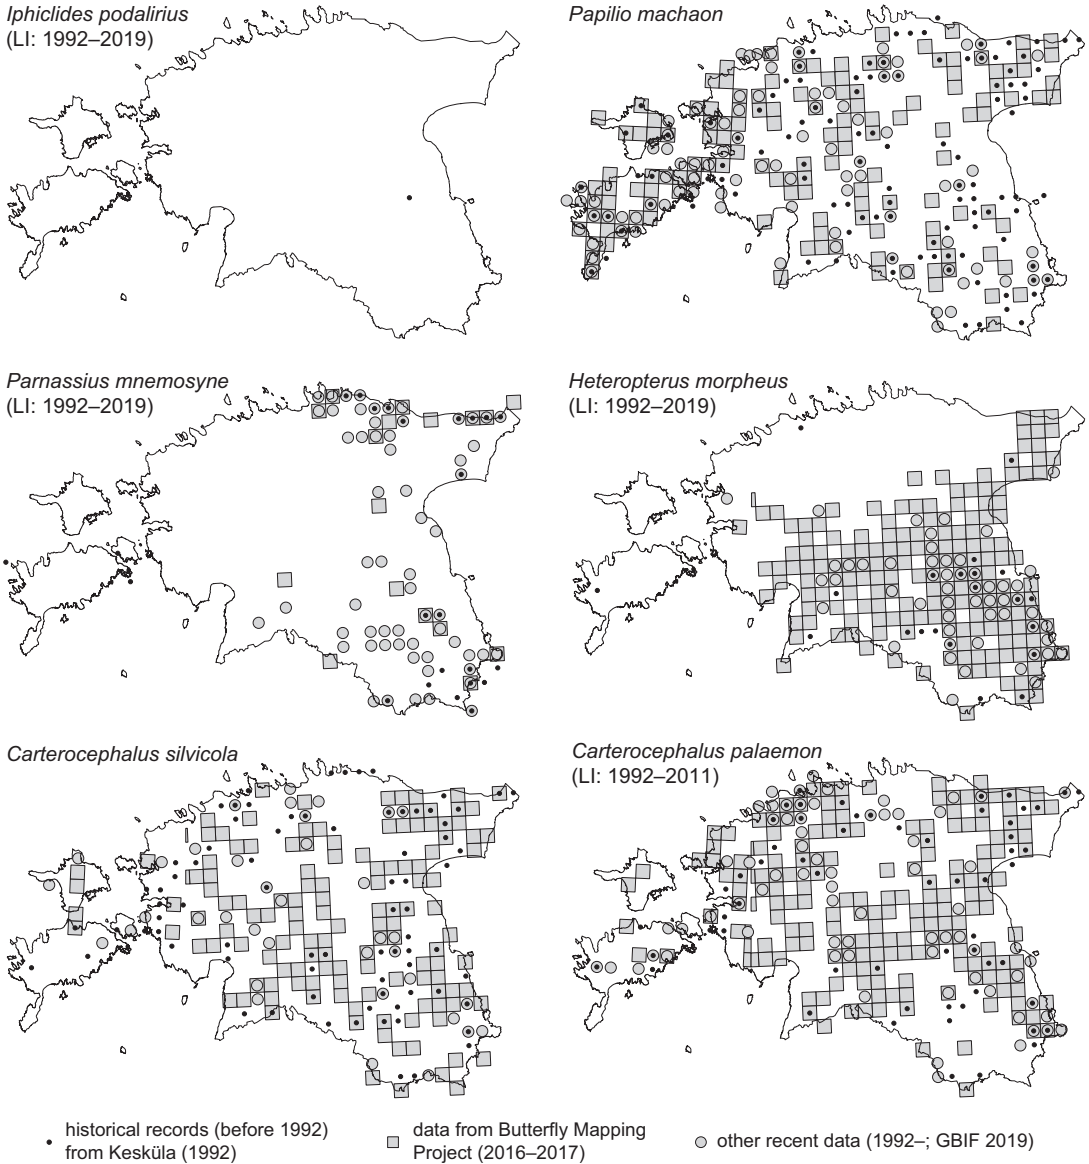 Iphiclides podalirius
(LI: 1992–2019)
Papilio machaon
Parnassius mnemosyne
(LI: 1992–2019)
Heteropterus morpheus
(LI: 1992–2019)
Carterocephalus silvicola
Carterocephalus palaemon
(LI: 1992–2011)
historical records (before 1992)
from Keskküla (1992)
data from Butterfly Mapping
Project (2016–2017)
other recent data (1992–; GBIF 2019)